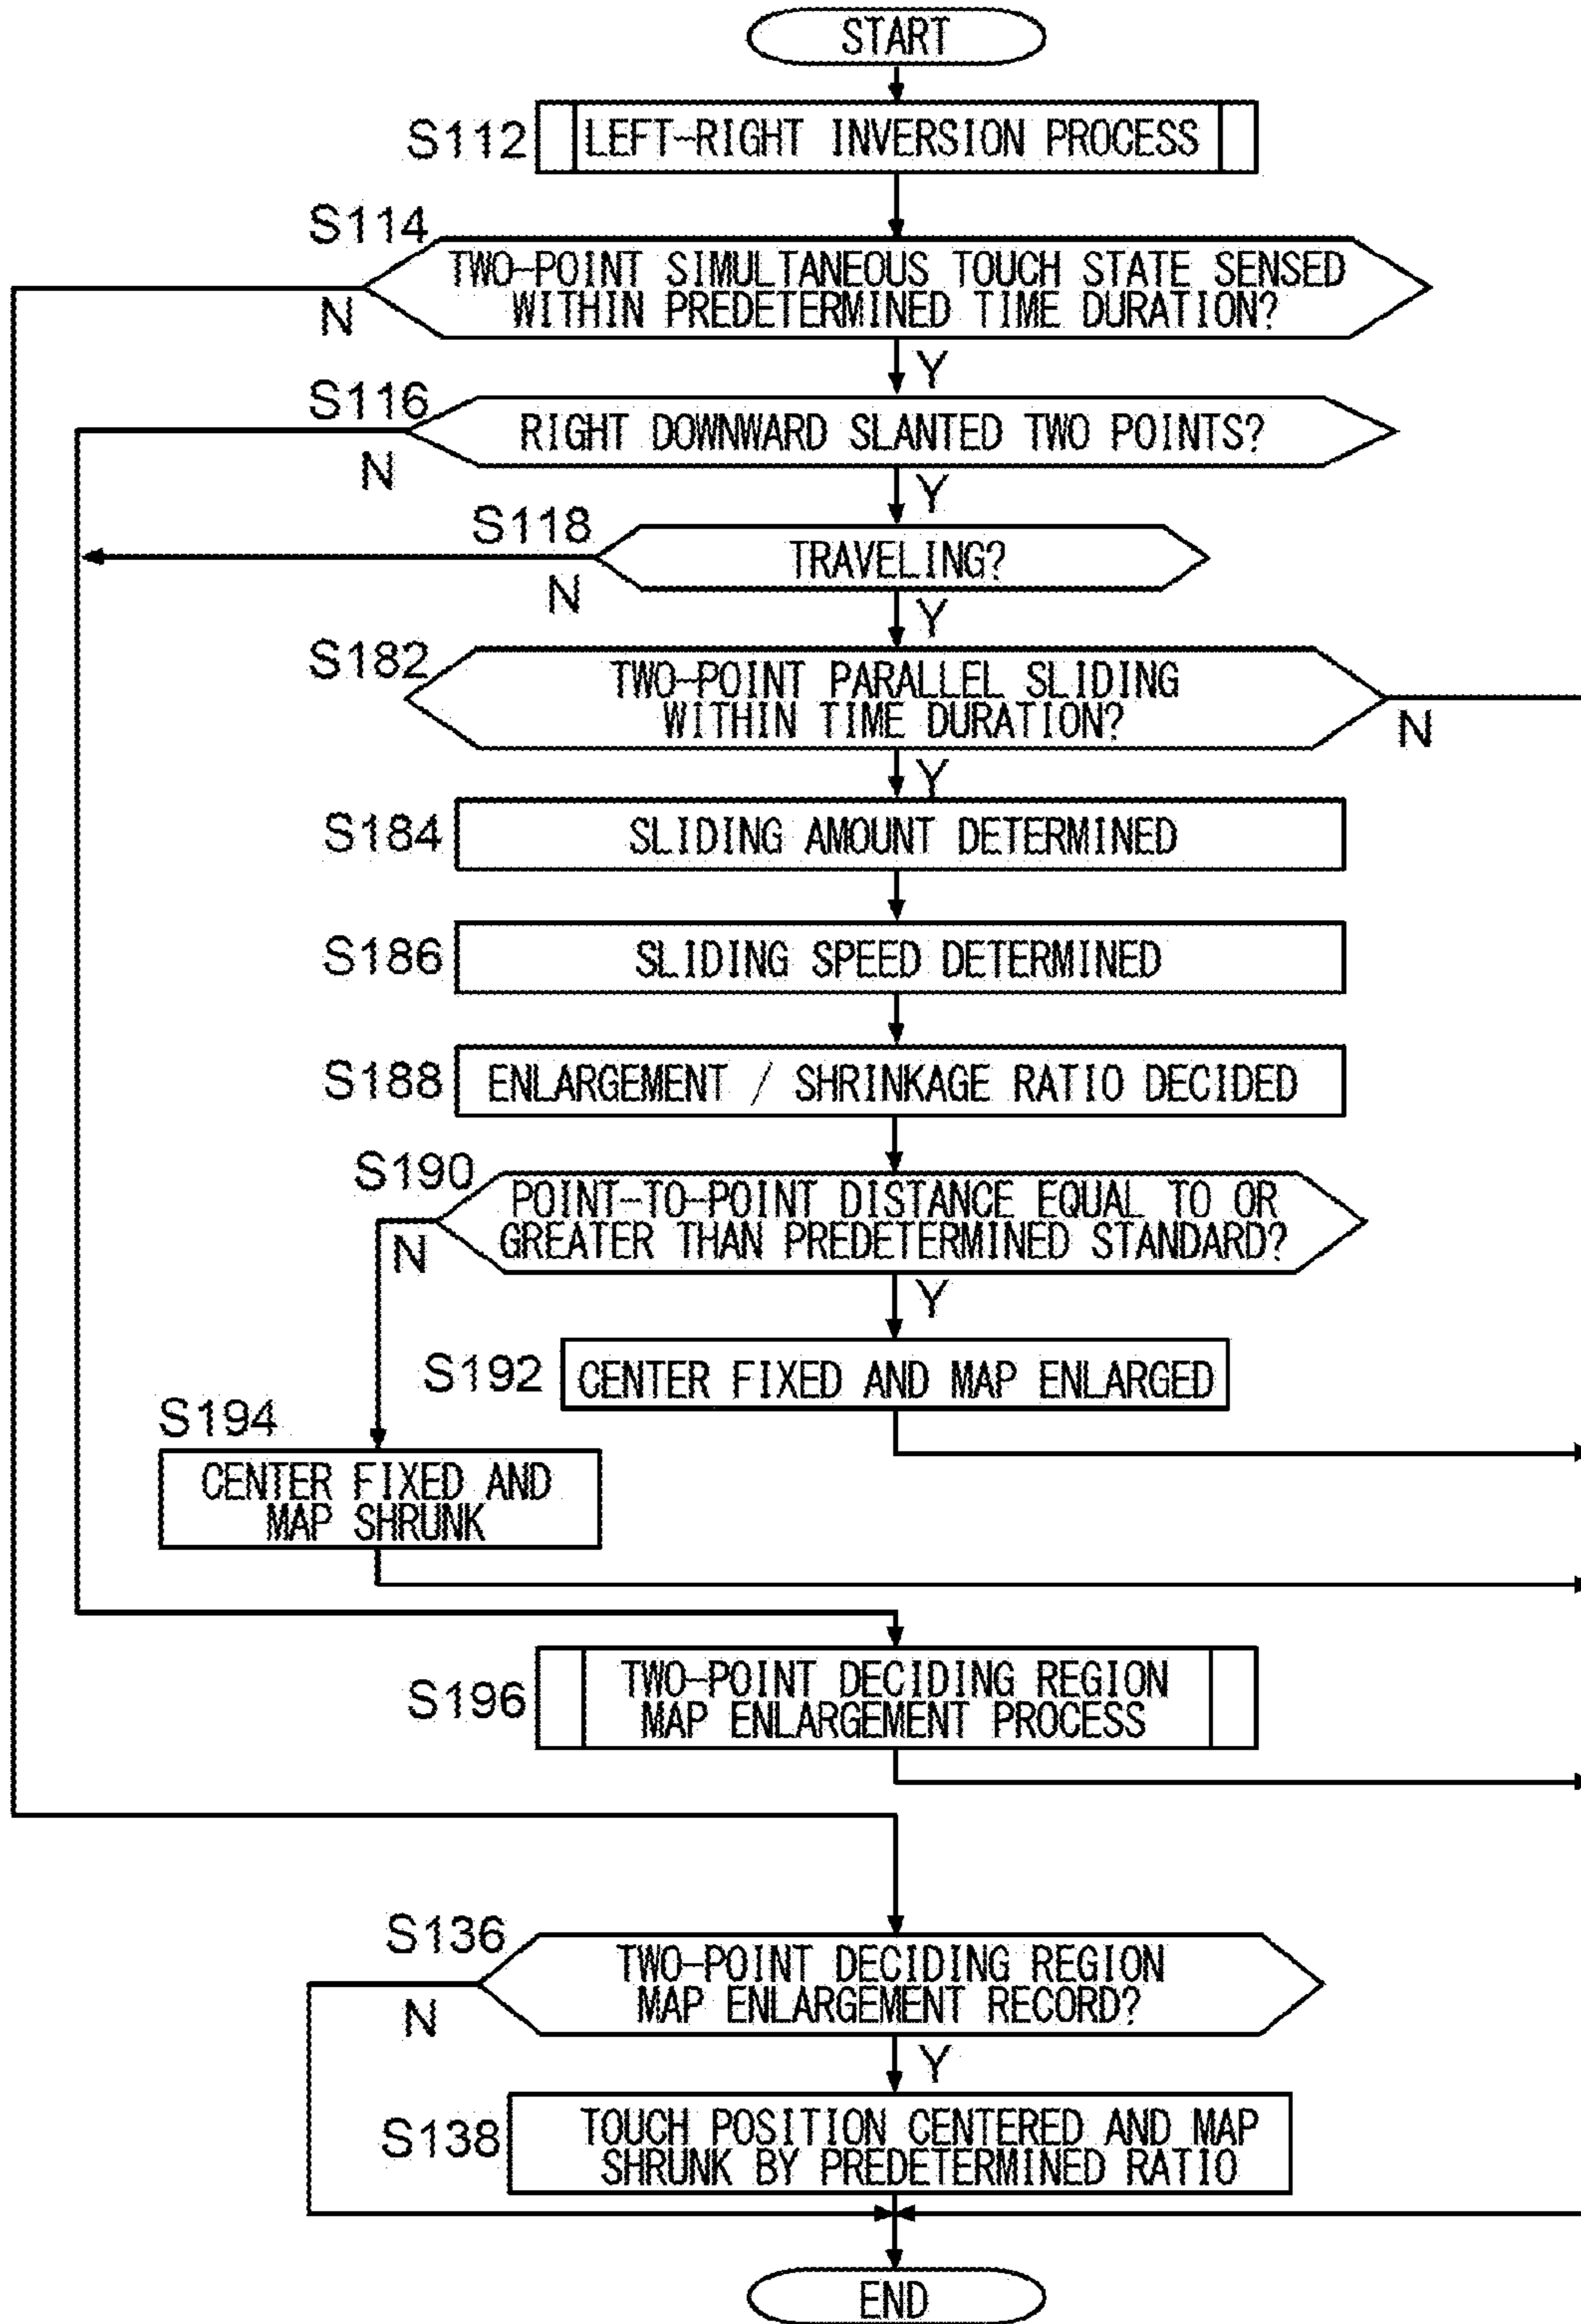 START
S112
LEFT-RIGHT INVERSION PROCESS
S114
TWO-POINT SIMULTANEOUS TOUCH STATE SENSED
WITHIN PREDETERMINED TIME DURATION?
N
Y
S116
RIGHT DOWNWARD SLANTED TWO POINTS?
N
Y
S118
TRAVELING?
N
Y
S182
TWO-POINT PARALLEL SLIDING
WITHIN TIME DURATION?
N
Y
S184
SLIDING AMOUNT DETERMINED
S186
SLIDING SPEED DETERMINED
S188
ENLARGEMENT / SHRINKAGE RATIO DECIDED
S190
POINT-TO-POINT DISTANCE EQUAL TO OR
GREATER THAN PREDETERMINED STANDARD?
N
Y
S192
CENTER FIXED AND MAP ENLARGED
S194
CENTER FIXED AND
MAP SHRUNK
S196
TWO-POINT DECIDING REGION
MAP ENLARGEMENT PROCESS
S136
TWO-POINT DECIDING REGION
MAP ENLARGEMENT RECORD?
N
Y
S138
TOUCH POSITION CENTERED AND MAP
SHRUNK BY PREDETERMINED RATIO
END